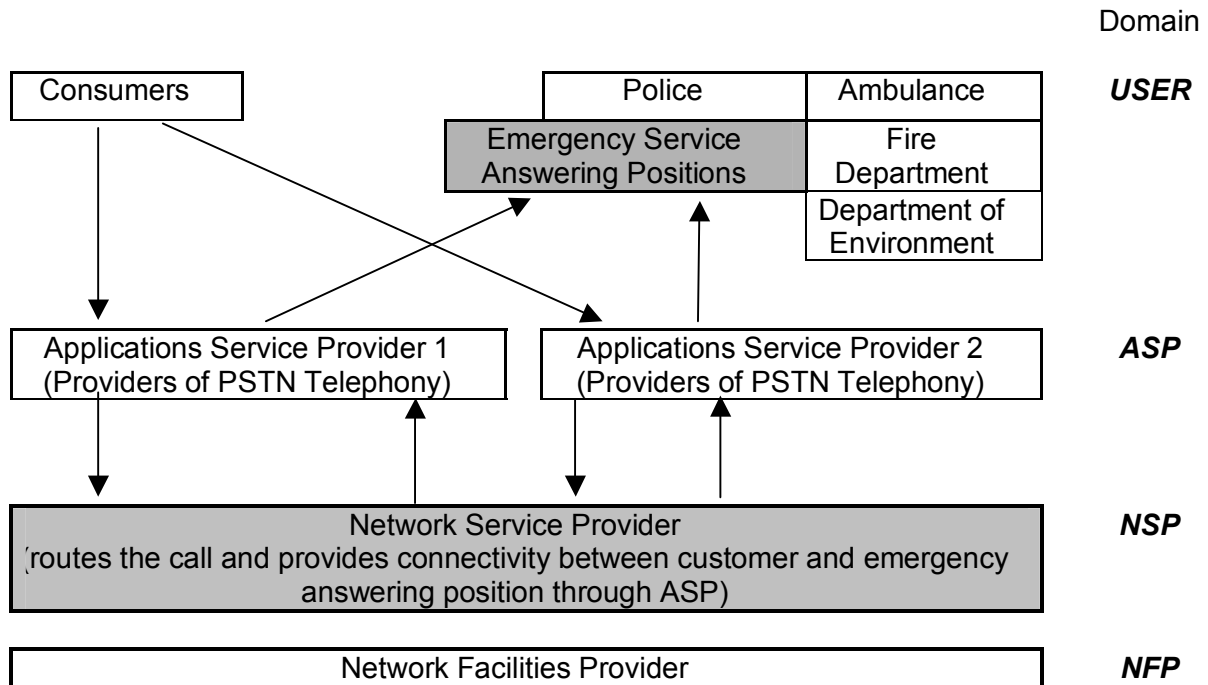 Domain
Consumers
Police
Ambulance
USER
Emergency Service
Answering Positions
Fire
Department
Department of
Environment
Applications Service Provider 1
(Providers of PSTN Telephony)
Applications Service Provider 2
(Providers of PSTN Telephony)
ASP
Network Service Provider
(routes the call and provides connectivity between customer and emergency
answering position through ASP)
NSP
Network Facilities Provider
NFP